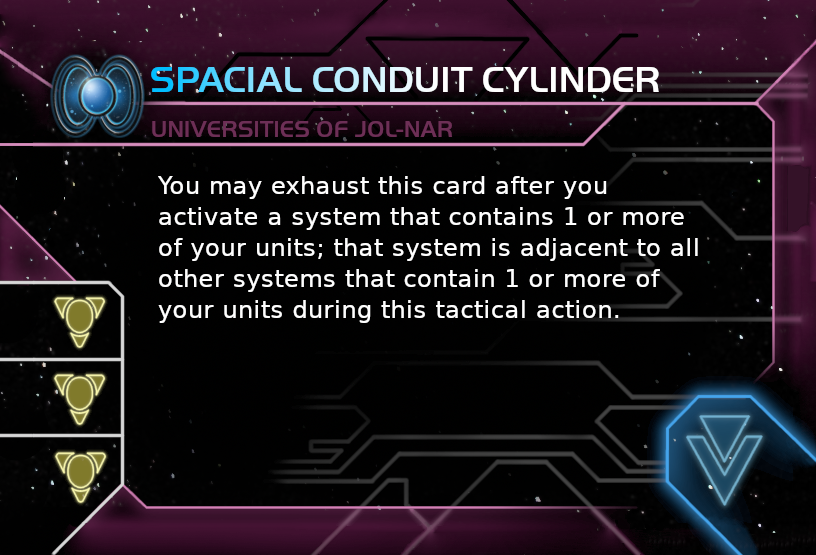 SPACIAL CONDUIT CYLINDER
UNIVERSITIES OF JOL-NAR
You may exhaust this card after you
activate a system that contains 1 or more
of your units; that system is adjacent to all
other systems that contain 1 or more of
your units during this tactical action.